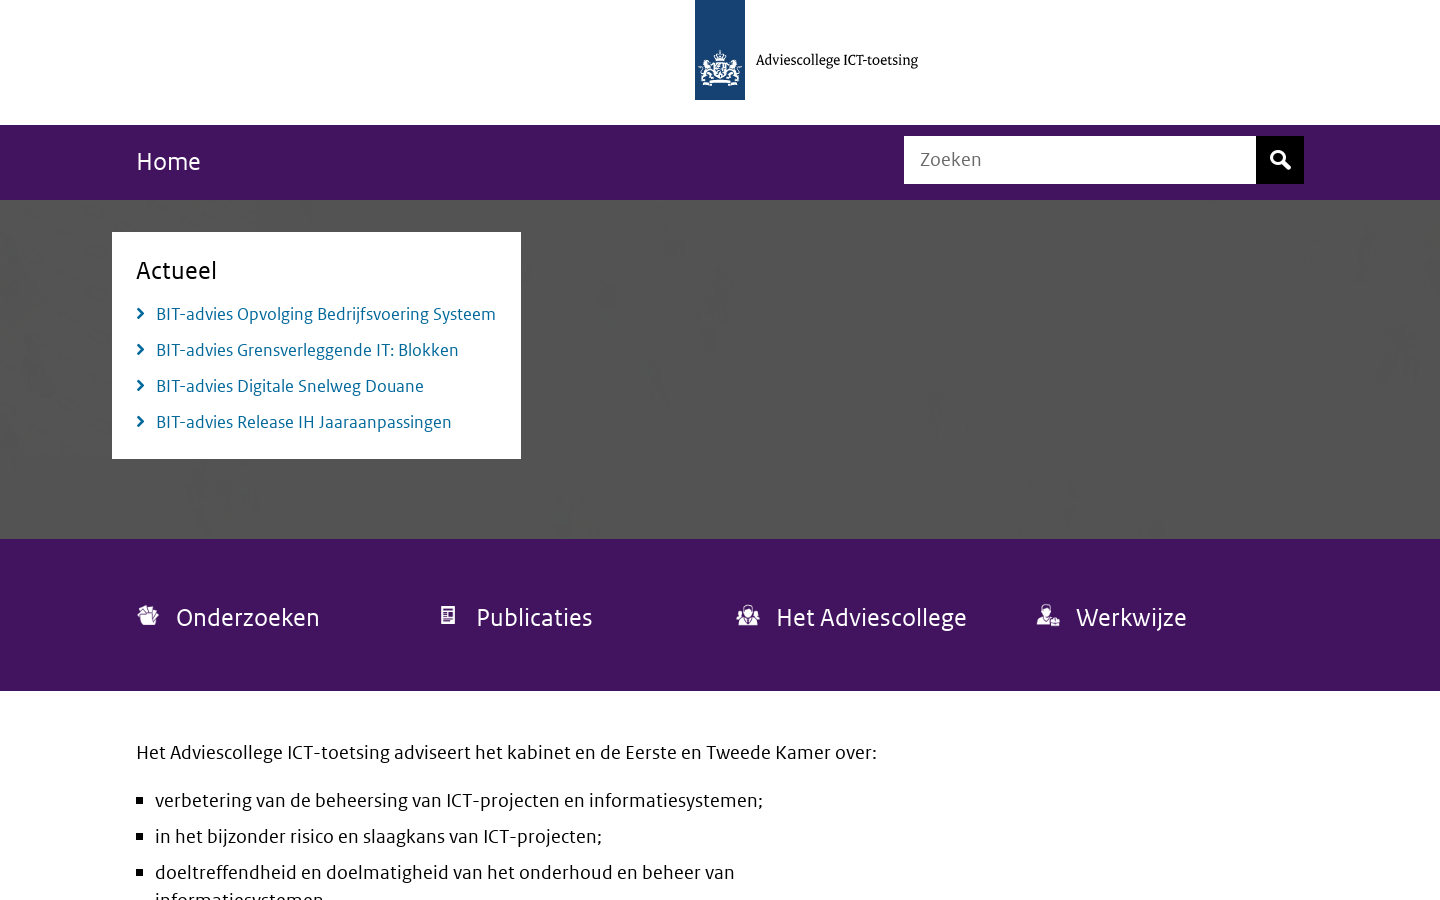 Adviescollege ICT-toetsing
Home
Zoeken
Actueel
BIT-advies Opvolging Bedrijfsvoering Systeem
BIT-advies Grensverleggende IT: Blokken
BIT-advies Digitale Snelweg Douane
BIT-advies Release IH Jaaraanpassingen
Onderzoeken
Publicaties
Het Adviescollege
Werkwijze
Het Adviescollege ICT-toetsing adviseert het kabinet en de Eerste en Tweede Kamer over:
verbetering van de beheersing van ICT-projecten en informatiesystemen;
in het bijzonder risico en slaagkans van ICT-projecten;
doeltreffendheid en doelmatigheid van het onderhoud en beheer van
informatiesystemen